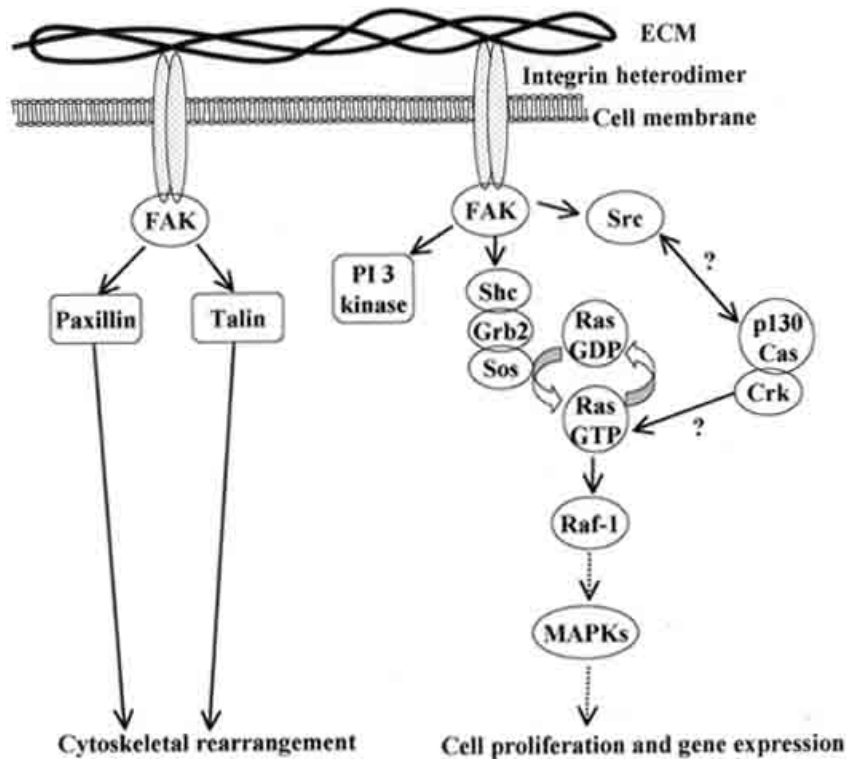 ECM
Integrin heterodimer
Cell membrane
FAK
FAK
Src
?
PI 3
kinase
Paxillin
Talin
Shc
Grb2
Sos
Ras
GDP
p130
Cas
Crk
Ras
GTP
?
Raf-1
MAPKs
Cytoskeletal rearrangement
Cell proliferation and gene expression